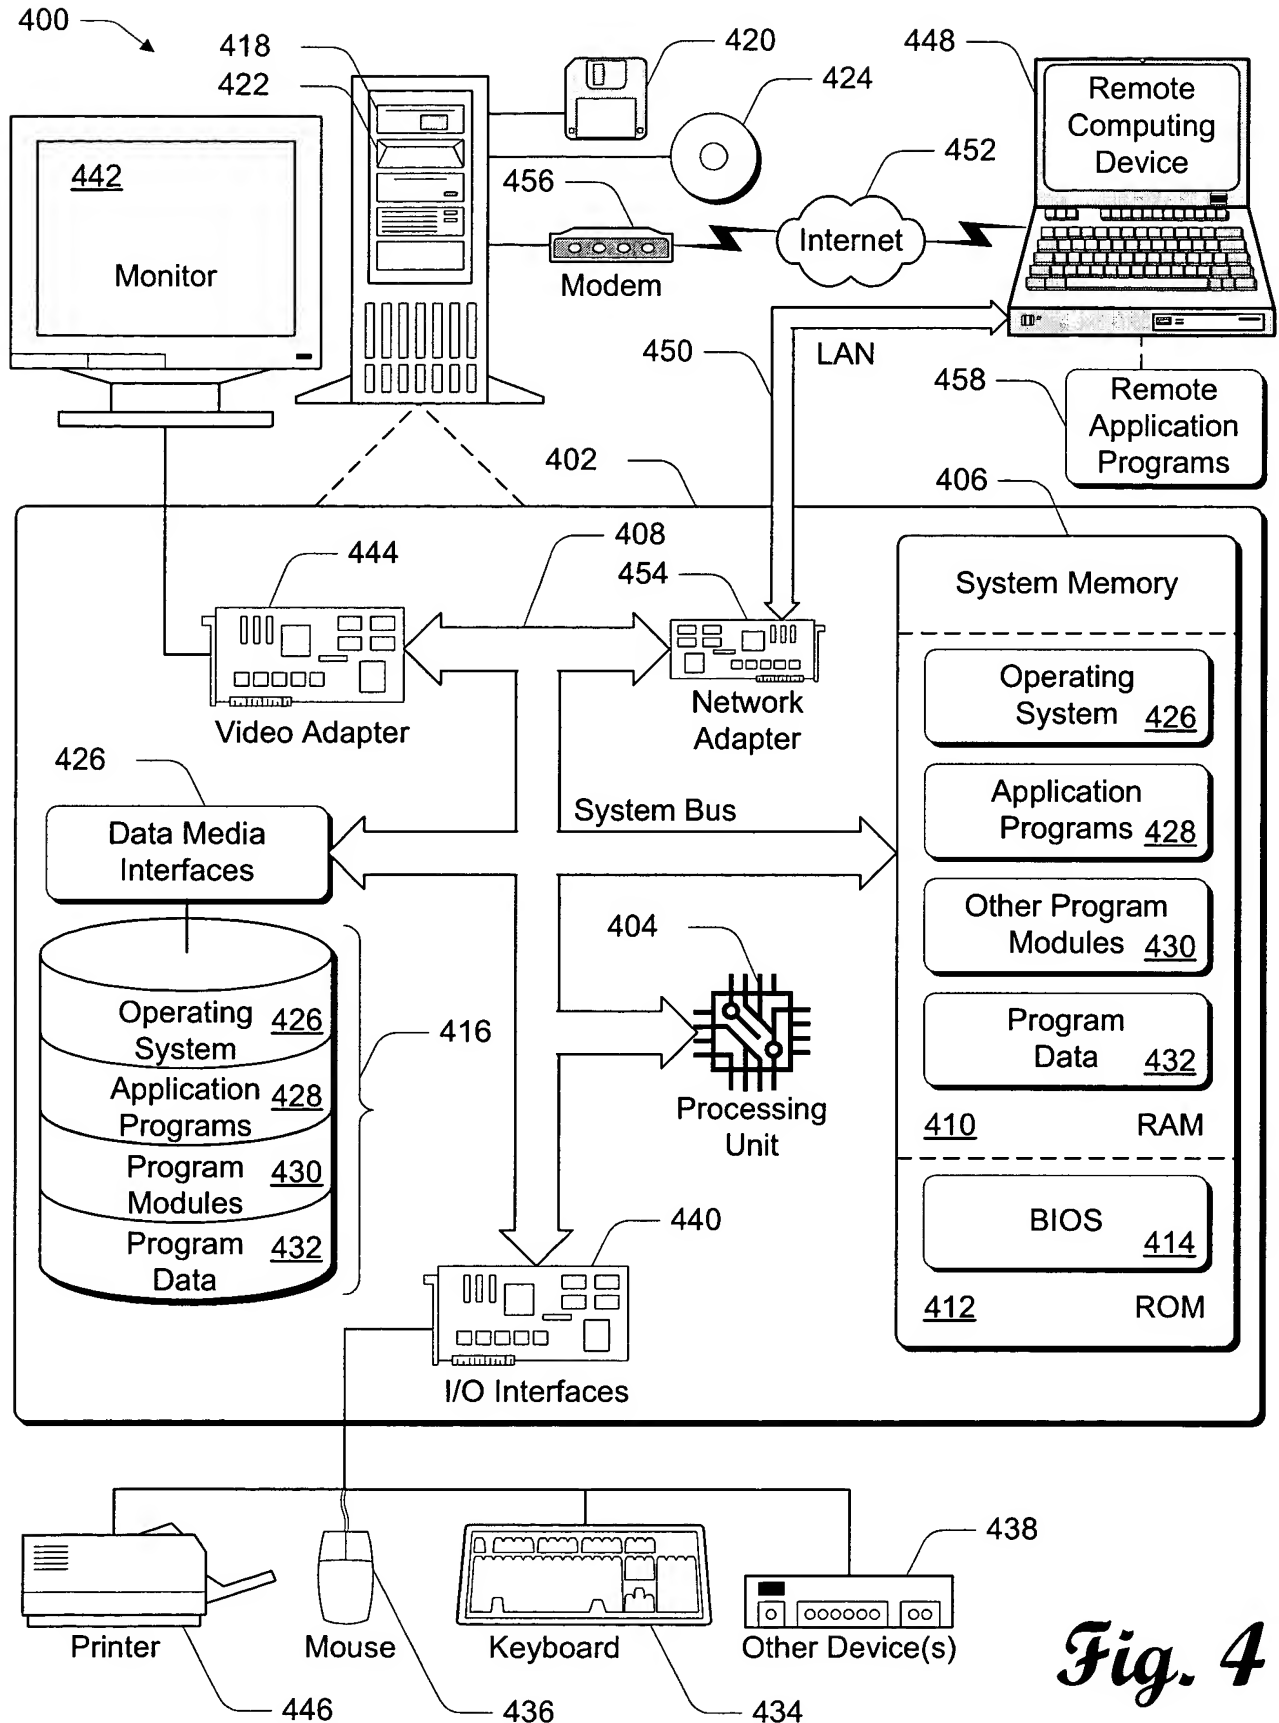 400
418
422
420
424
448
Remote
Computing
Device
442
Monitor
456
Modem
452
Internet
450
LAN
458
Remote
Application
Programs
402
406
444
408
454
Video Adapter
Network
Adapter
System Memory
Operating
System 426
Application
Programs 428
Other Program
Modules 430
Program
Data 432
410 RAM
BIOS
414
412 ROM
426
Data Media
Interfaces
System Bus
404
Processing
Unit
Operating
System 426
Application
Programs 428
Program
Modules 430
Program
Data 432
416
440
I/O Interfaces
Printer
446
Mouse
436
Keyboard
434
438
Other Device(s)
Fig. 4